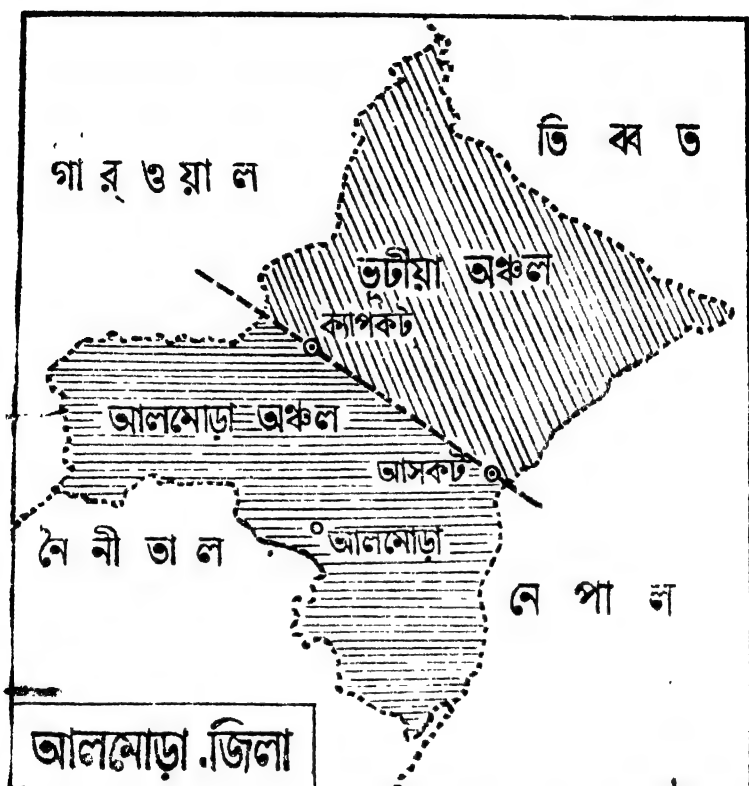 তি ব্ব ত
গা র্ ও য়া ল
ভূটীয়া অঞ্চল
ক্যাপকট
আলমোড়া অঞ্চল
আসকট
আলমোড়া
নৈ নী তা ল
নে পা ল
আলমোড়া জিলা